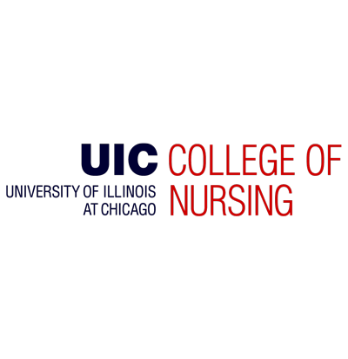 UIC
UNIVERSITY OF ILLINOIS
AT CHICAGO
COLLEGE OF
NURSING